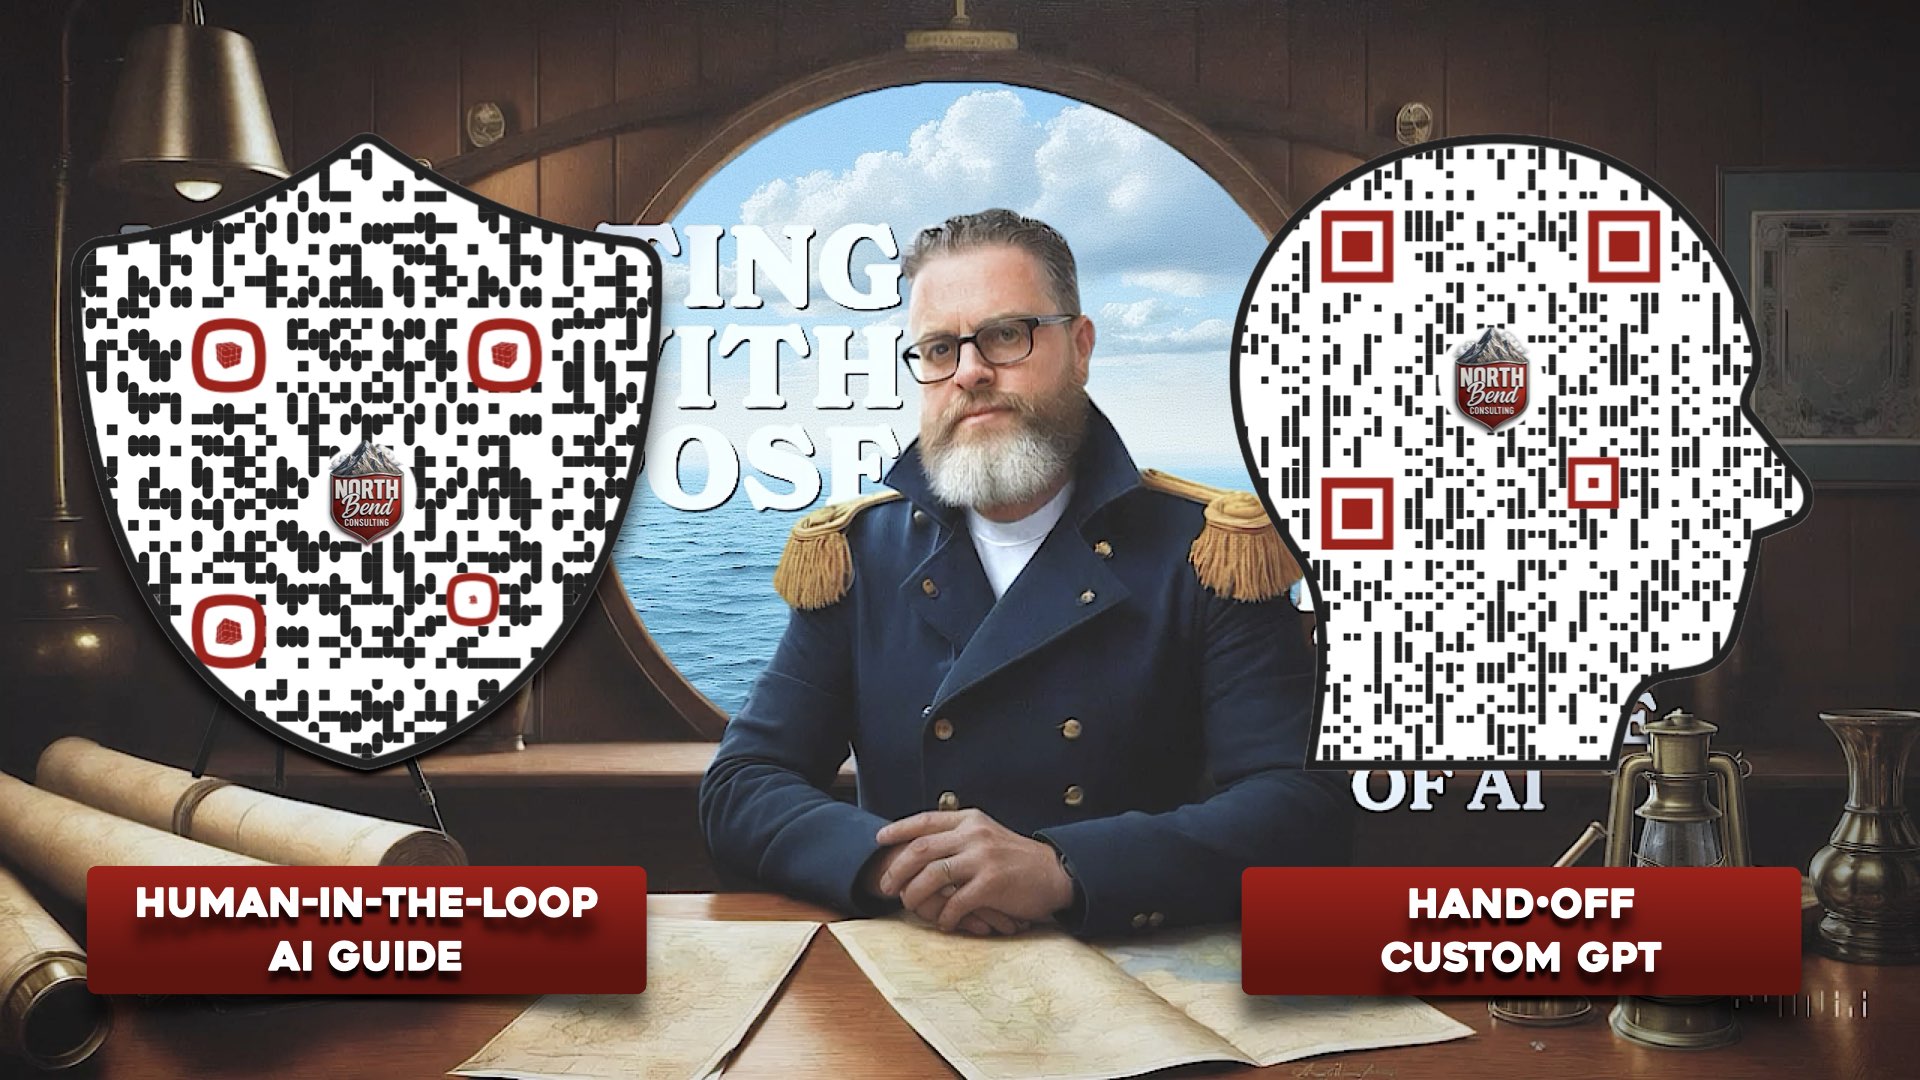 TING
WITH
OSE
NORTH
Bend
CONSULTING
NORTH
Bend
CONSULTING
OF AI
HUMAN-IN-THE-LOOP
AI GUIDE
HAND•OFF
CUSTOM GPT